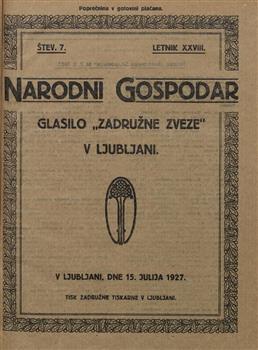 Poštnina v gotovini plačana.
ŠTEV. 7.
LETNIK XXVIII.
NARODNI GOSPODAR
GLASILO „ZADRUŽNE ZVEZE"
V LJUBLJANI.
V LJUBLJANI, DNE 15. JULIJA 1927.
TISK ZADRUŽNE TISKARNE V LJUBLJANI.